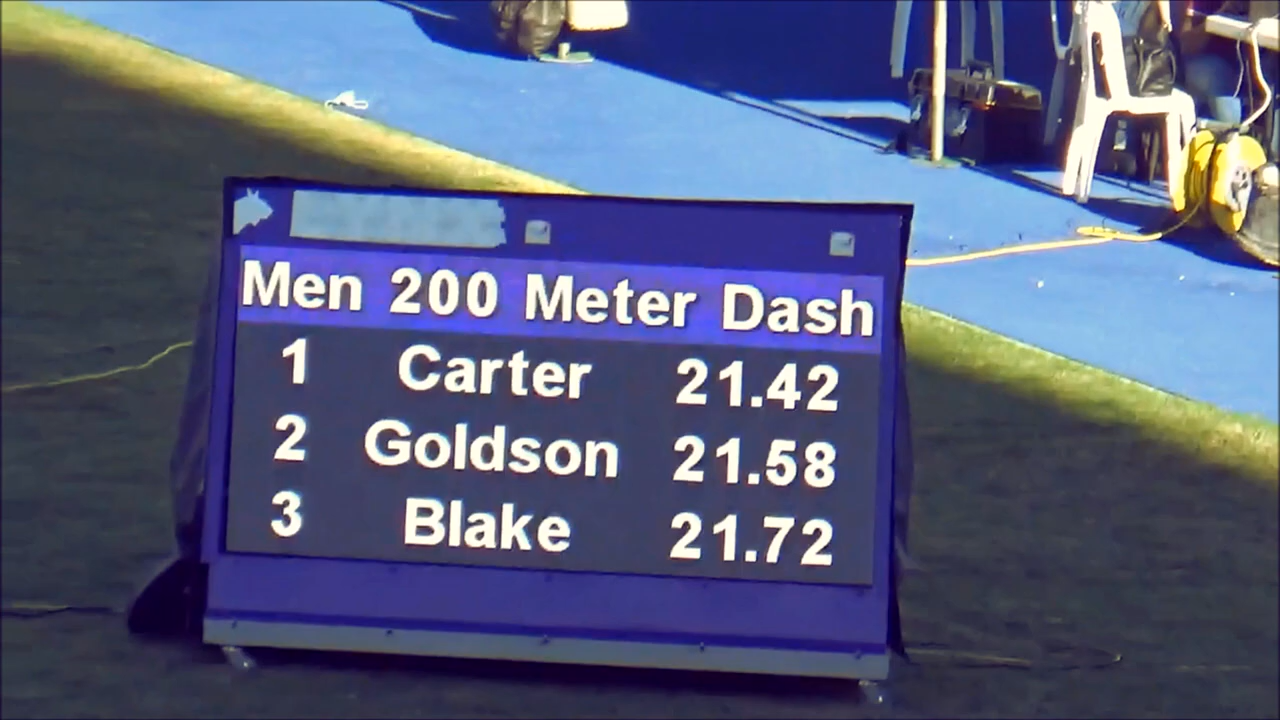 Men 200 Meter Dash
1 Carter 21.42
2 Goldson 21.58
3 Blake 21.72